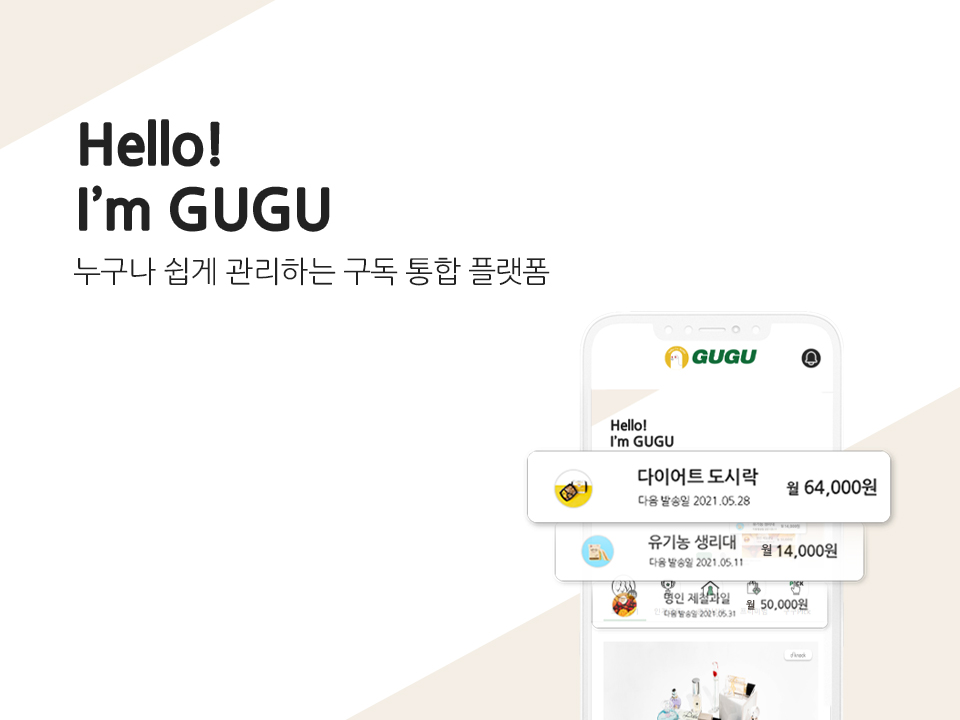 Hello!
I'm GUGU
누구나 쉽게 관리하는 구독 통합 플랫폼
GUGU
Hello!
I'm GUGU
다이어트 도시락
다음 발송일 2021.05.28
월 64,000원
유기농 생리대
다음 발송일 2021.05.11
월 14,000원
명인 제철과일
다음 발송일 2021.05.31
월 50,000원